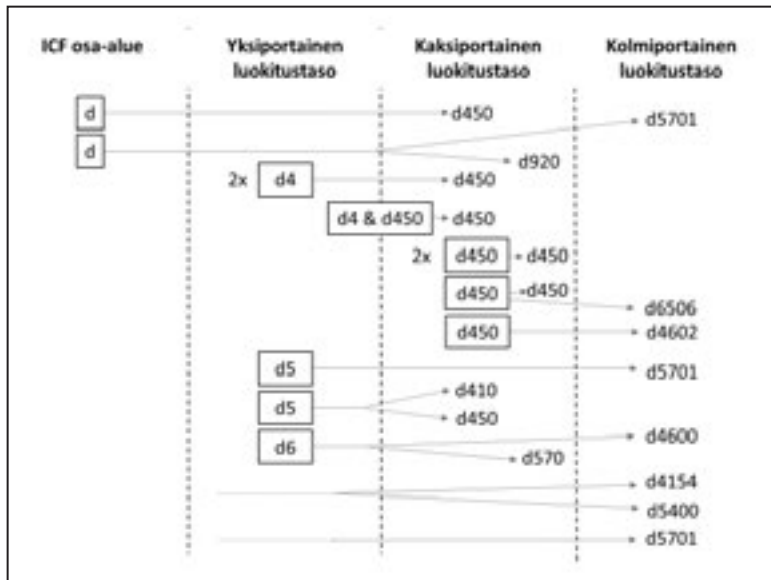 ICF osa-alue Yksiportainen Kaksiportainen Kolmiportainen
luokitustaso luokitustaso luokitustaso
d d450
d5701
d
d920
2x d4 d450
d4 & d450 d450
2x d450 d450
d450 d450
d6506
d450 d4602
d5 d5701
d410
d5
d450
d4600
d6
d570
d4154
d5400
d5701